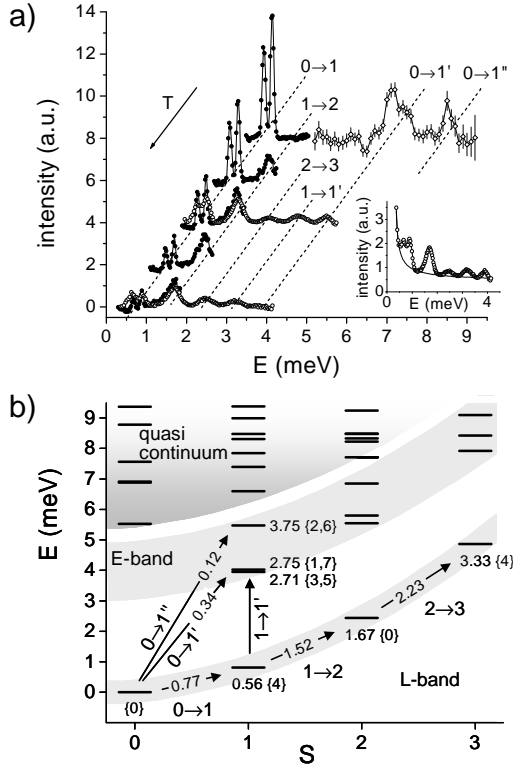 a)
14
12
10
8
6
4
2
0
intensity (a.u.)
T
0→1
1→2
2→3
1→1'
0→1'
0→1"
3
2
1
0
intensity (a.u.)
0 2 4
E (meV)
0 1 2 3 4 5 6 7 8 9
E (meV)
b)
9
8
7
6
5
4
3
2
1
0
E (meV)
quasi
continuum
E-band
3.75 {2,6}
2.75 {1,7}
2.71 {3,5}
0.12
0.34
0→1"
0→1'
1→1'
3.33 {4}
2.23
2→3
1.67 {0}
1.52
1→2
0.56 {4}
0.77
0→1
{0}
L-band
0 1 2 3
S